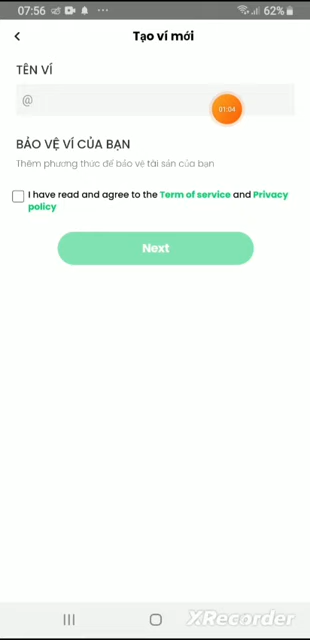 07:56
62%
Tạo ví mới
TÊN VÍ
@
01:04
BẢO VỆ VÍ CỦA BẠN
Thêm phương thức để bảo vệ tài sản của bạn
I have read and agree to the Term of service and Privacy
policy
Next
XRecorder